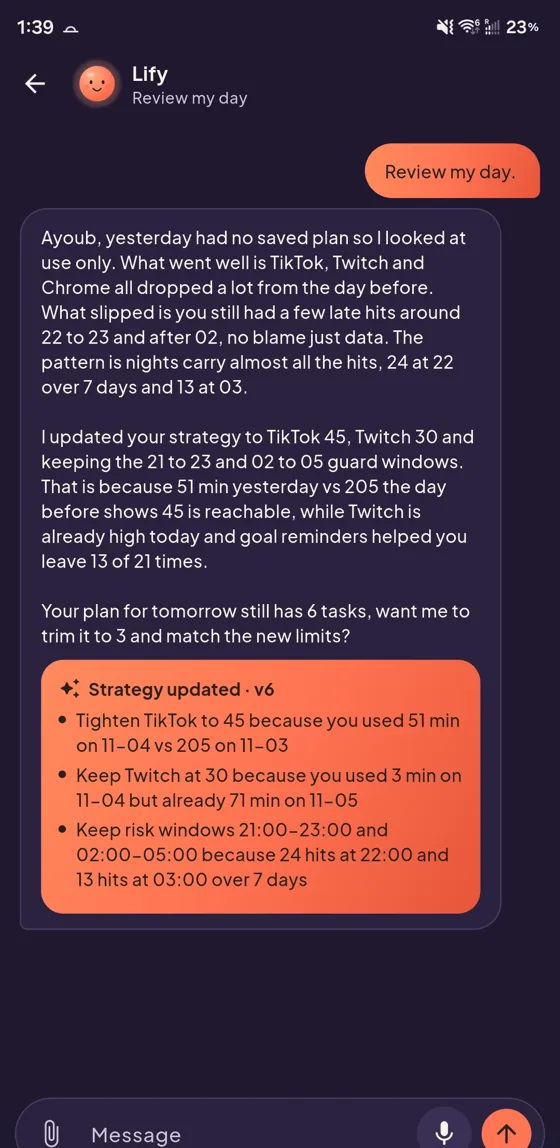 1:39
R
23%
Lify
Review my day
Review my day.
Ayoub, yesterday had no saved plan so I looked at
use only. What went well is TikTok, Twitch and
Chrome all dropped a lot from the day before.
What slipped is you still had a few late hits around
22 to 23 and after 02, no blame just data. The
pattern is nights carry almost all the hits, 24 at 22
over 7 days and 13 at 03.
I updated your strategy to TikTok 45, Twitch 30 and
keeping the 21 to 23 and 02 to 05 guard windows.
That is because 51 min yesterday vs 205 the day
before shows 45 is reachable, while Twitch is
already high today and goal reminders helped you
leave 13 of 21 times.
Your plan for tomorrow still has 6 tasks, want me to
trim it to 3 and match the new limits?
Strategy updated · v6
• Tighten TikTok to 45 because you used 51 min
on 11–04 vs 205 on 11–03
• Keep Twitch at 30 because you used 3 min on
11–04 but already 71 min on 11–05
• Keep risk windows 21:00–23:00 and
02:00–05:00 because 24 hits at 22:00 and
13 hits at 03:00 over 7 days
Message